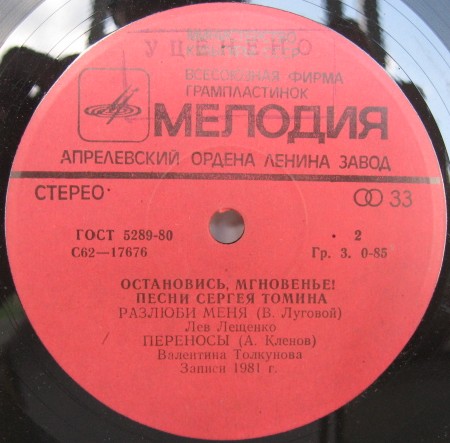 УЦЕНЕНО
ВСЕСОЮЗНАЯ ФИРМА
ГРАМПЛАСТИНОК
МЕЛОДИЯ
АПРЕЛЕВСКИЙ ОРДЕНА ЛЕНИНА ЗАВОД
СТЕРЕО 33
ГОСТ 5289-80 2
С62—17676 Гр. 3. 0-85
ОСТАНОВИСЬ, МГНОВЕНЬЕ!
ПЕСНИ СЕРГЕЯ ТОМИНА
РАЗЛЮБИ МЕНЯ (В. Луговой)
Лев Лещенко
ПЕРЕНОСЫ (А. Кленов)
Валентина Толкунова
Записи 1981 г.